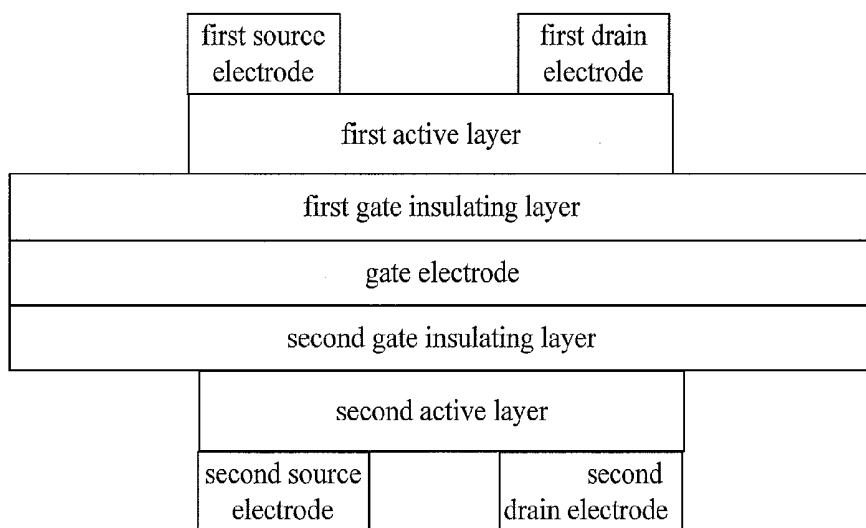 first source
electrode
first drain
electrode
first active layer
first gate insulating layer
gate electrode
second gate insulating layer
second active layer
second source
electrode
second
drain electrode